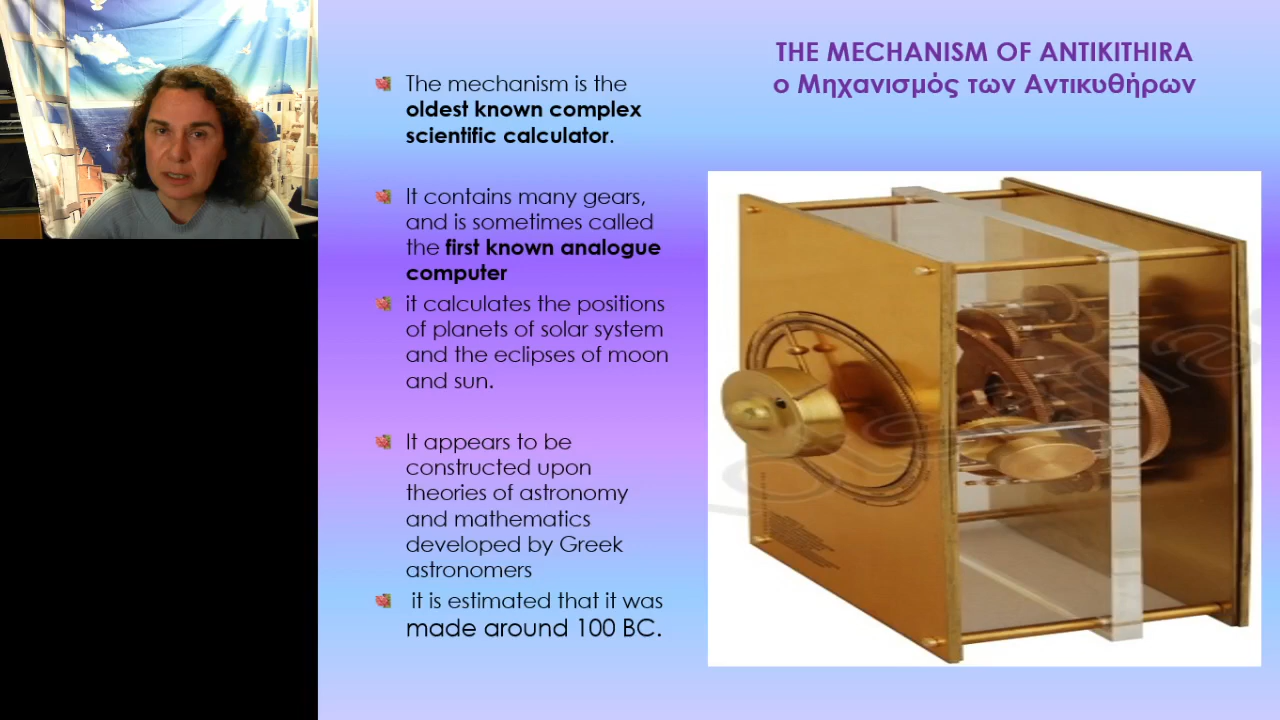 THE MECHANISM OF ANTIKITHIRA
ο Μηχανισμός των Αντικυθήρων
The mechanism is the
oldest known complex
scientific calculator.
It contains many gears,
and is sometimes called
the first known analogue
computer
it calculates the positions
of planets of solar system
and the eclipses of moon
and sun.
It appears to be
constructed upon
theories of astronomy
and mathematics
developed by Greek
astronomers
it is estimated that it was
made around 100 BC.